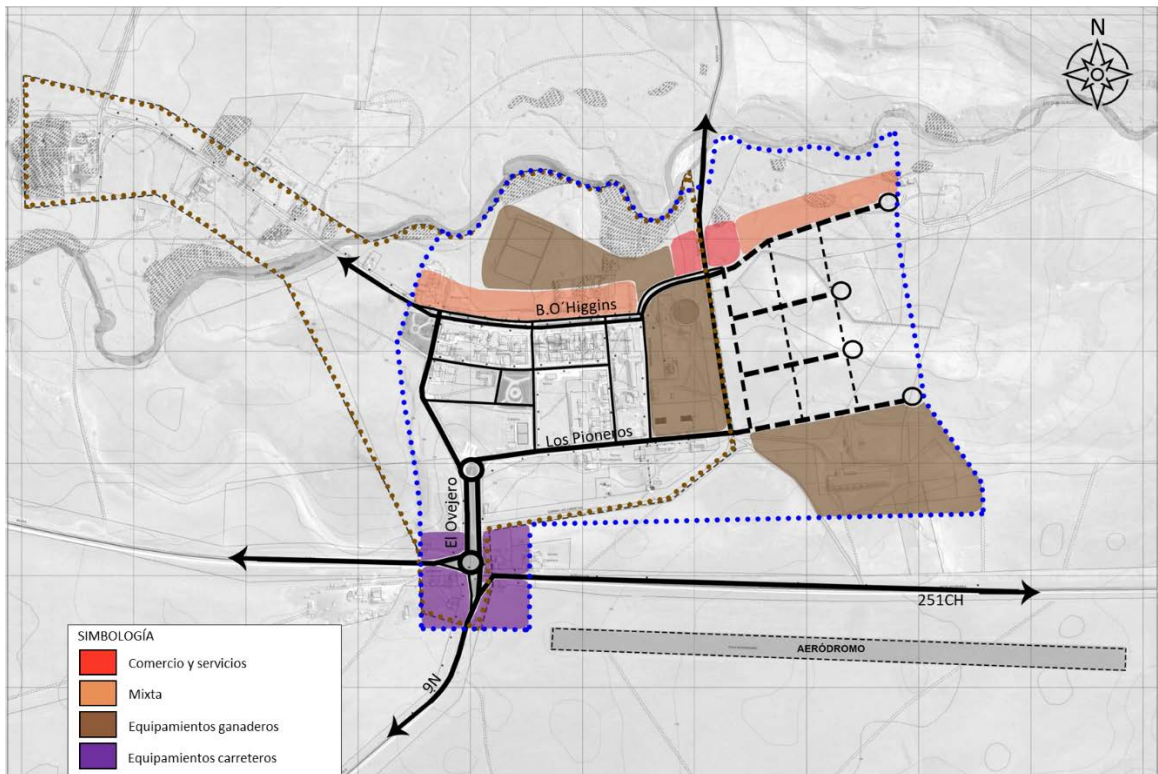 N
B.O´Higgins
Los Pioneros
El Ovejero
251CH
AERÓDROMO
9N
SIMBOLOGÍA
Comercio y servicios
Mixta
Equipamientos ganaderos
Equipamientos carreteros